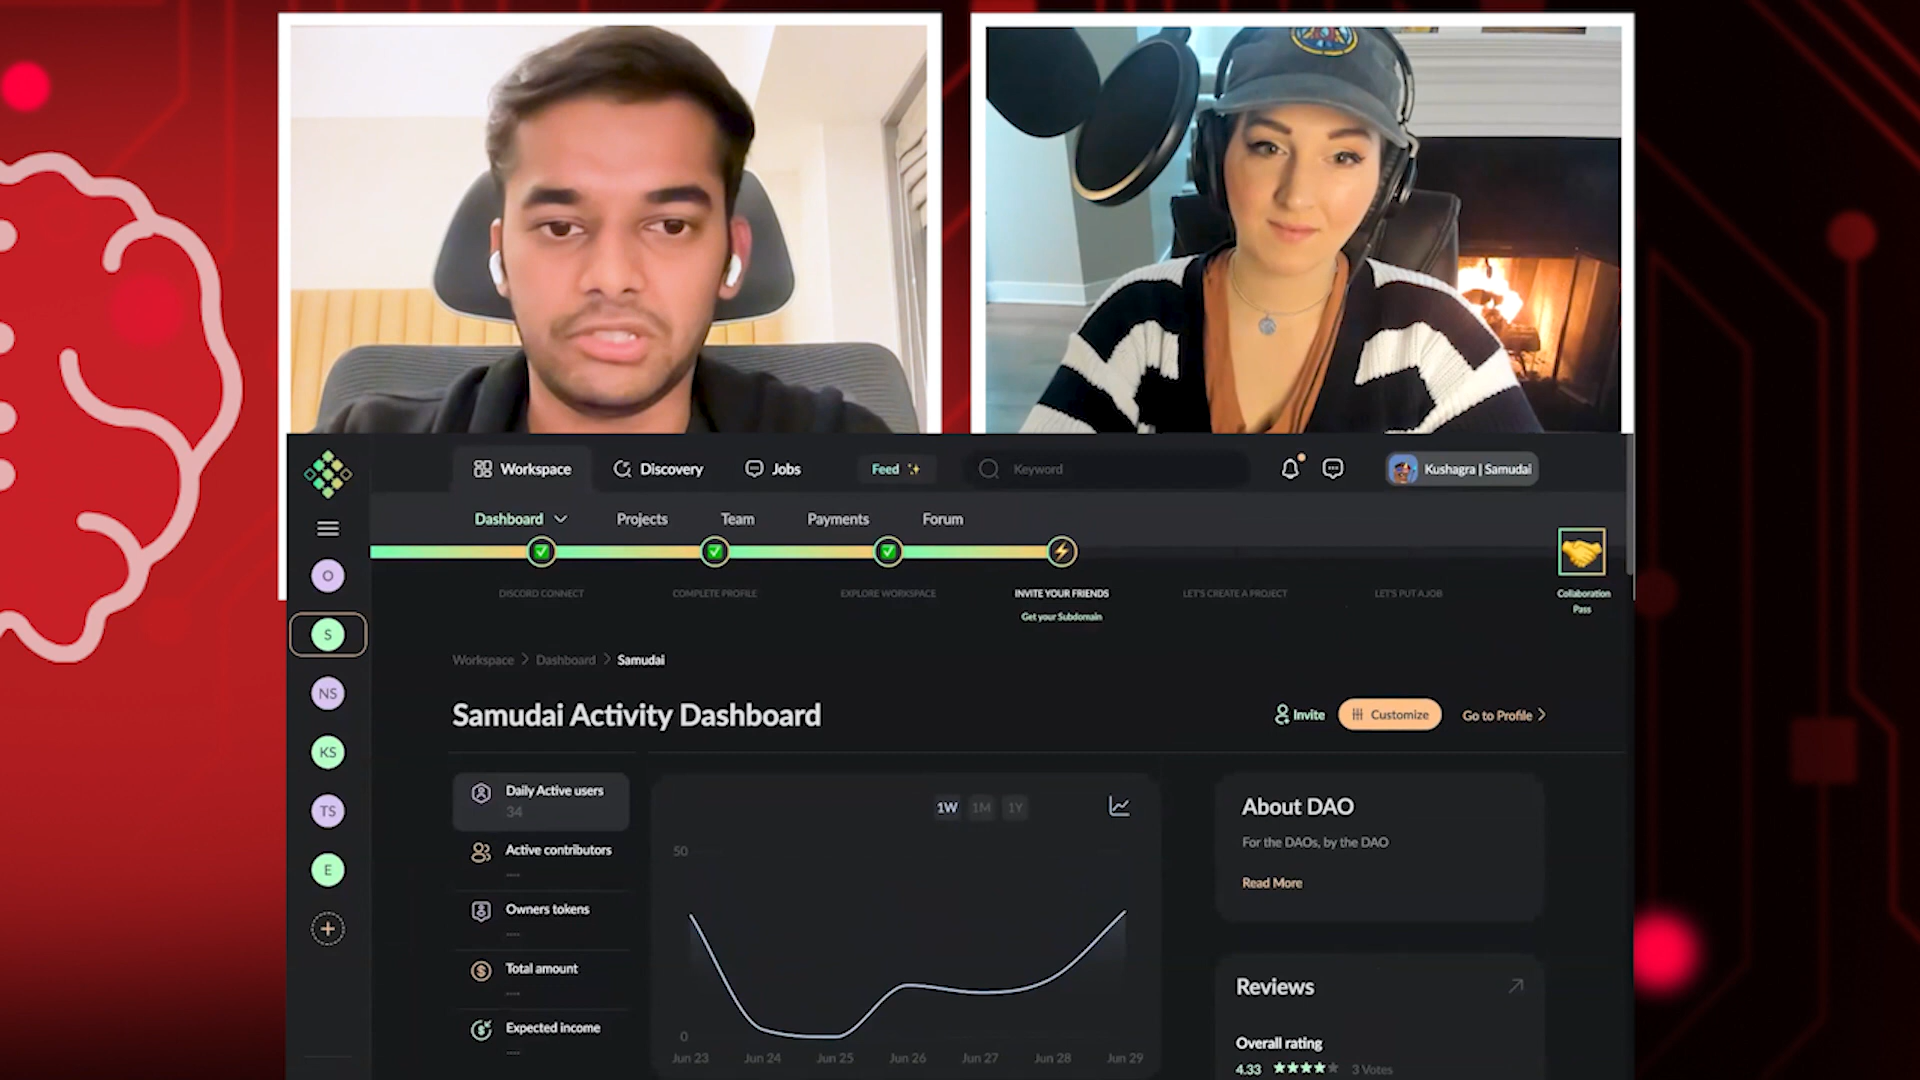 Workspace
Discovery
Jobs
Feed
Keyword
Kushagra | Samudai
Dashboard
Projects
Team
Payments
Forum
DISCORD CONNECT
COMPLETE PROFILE
EXPLORE WORKSPACE
INVITE YOUR FRIENDS
LET'S CREATE A PROJECT
LET'S PUT A JOB
Collaboration
Pass
Get your Subdomain
O
S
NS
KS
TS
E
Workspace > Dashboard > Samudai
Samudai Activity Dashboard
Invite
Customize
Go to Profile >
Daily Active users
34
Active contributors
----
Owners tokens
----
Total amount
----
Expected income
----
1W 1M 1Y
50
0
Jun 23 Jun 24 Jun 25 Jun 26 Jun 27 Jun 28 Jun 29
About DAO
For the DAOs, by the DAO
Read More
Reviews
Overall rating
4.33 ★★★★★ 3 Votes